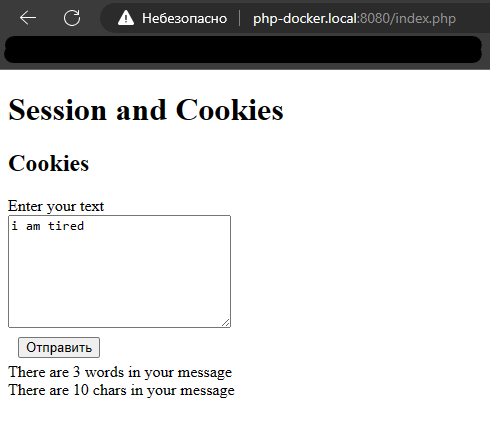 Небезопасно php-docker.local:8080/index.php
Session and Cookies
Cookies
Enter your text
i am tired
Отправить
There are 3 words in your message
There are 10 chars in your message